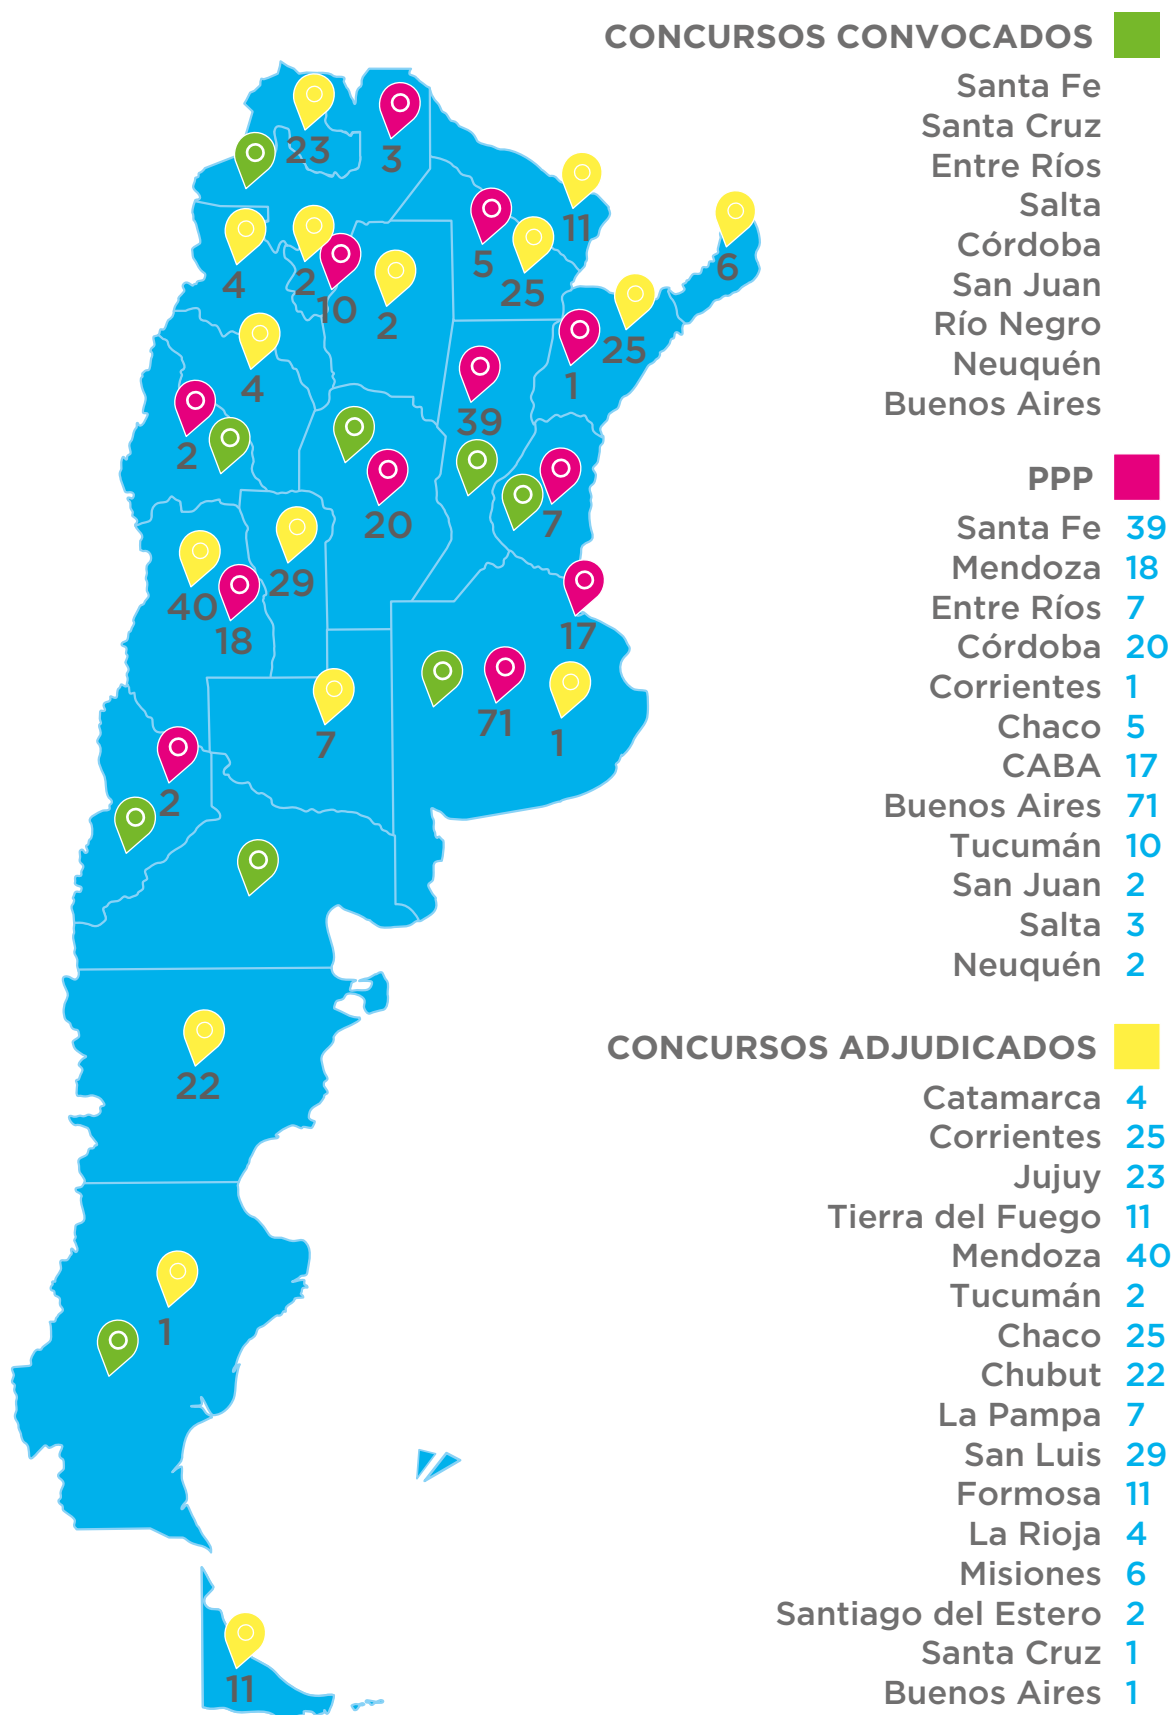 CONCURSOS CONVOCADOS
Santa Fe
Santa Cruz
Entre Ríos
Salta
Córdoba
San Juan
Río Negro
Neuquén
Buenos Aires
PPP
Santa Fe 39
Mendoza 18
Entre Ríos 7
Córdoba 20
Corrientes 1
Chaco 5
CABA 17
Buenos Aires 71
Tucumán 10
San Juan 2
Salta 3
Neuquén 2
CONCURSOS ADJUDICADOS
Catamarca 4
Corrientes 25
Jujuy 23
Tierra del Fuego 11
Mendoza 40
Tucumán 2
Chaco 25
Chubut 22
La Pampa 7
San Luis 29
Formosa 11
La Rioja 4
Misiones 6
Santiago del Estero 2
Santa Cruz 1
Buenos Aires 1
23
3
11
6
5
25
4
2
10
2
25
1
4
39
2
20
7
29
40
18
17
71
1
7
2
22
1
11